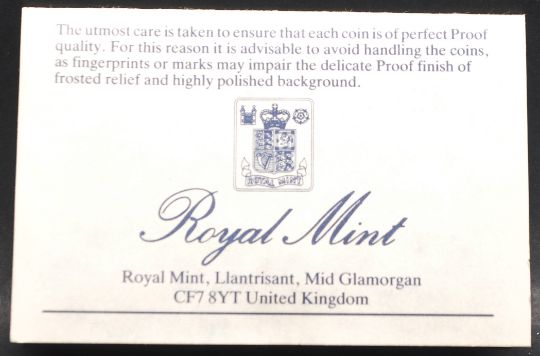 The utmost care is taken to ensure that each coin is of perfect Proof
quality. For this reason it is advisable to avoid handling the coins,
as fingerprints or marks may impair the delicate Proof finish of
frosted relief and highly polished background.
ROYAL MINT
Royal Mint
Royal Mint, Llantrisant, Mid Glamorgan
CF7 8YT United Kingdom